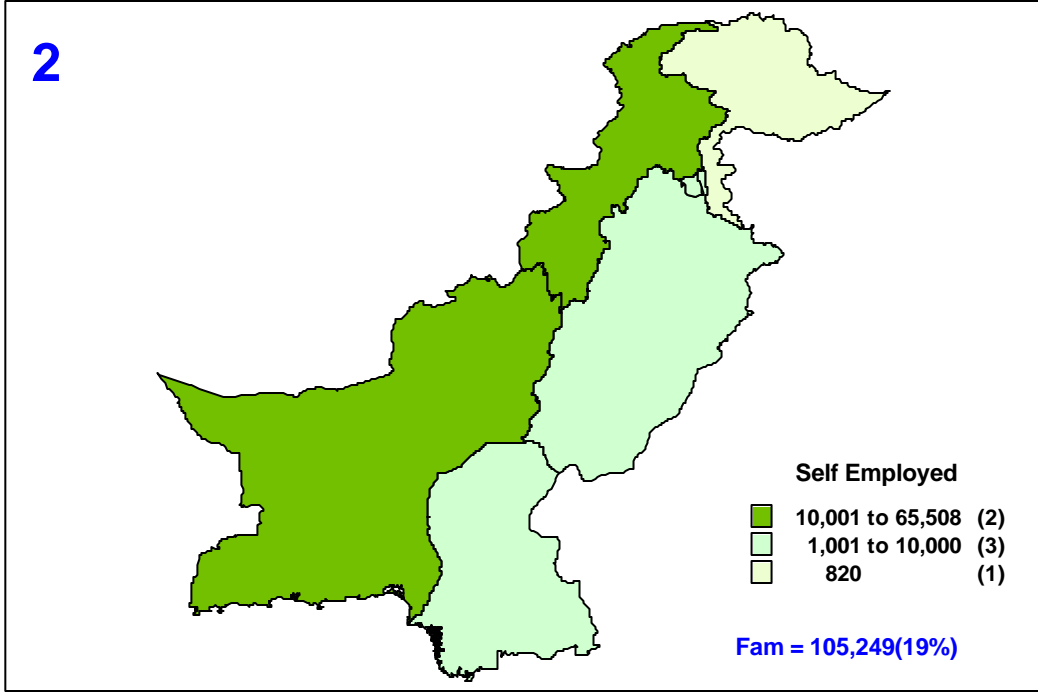 2
Self Employed
10,001 to 65,508 (2)
1,001 to 10,000 (3)
820 (1)
Fam = 105,249(19%)